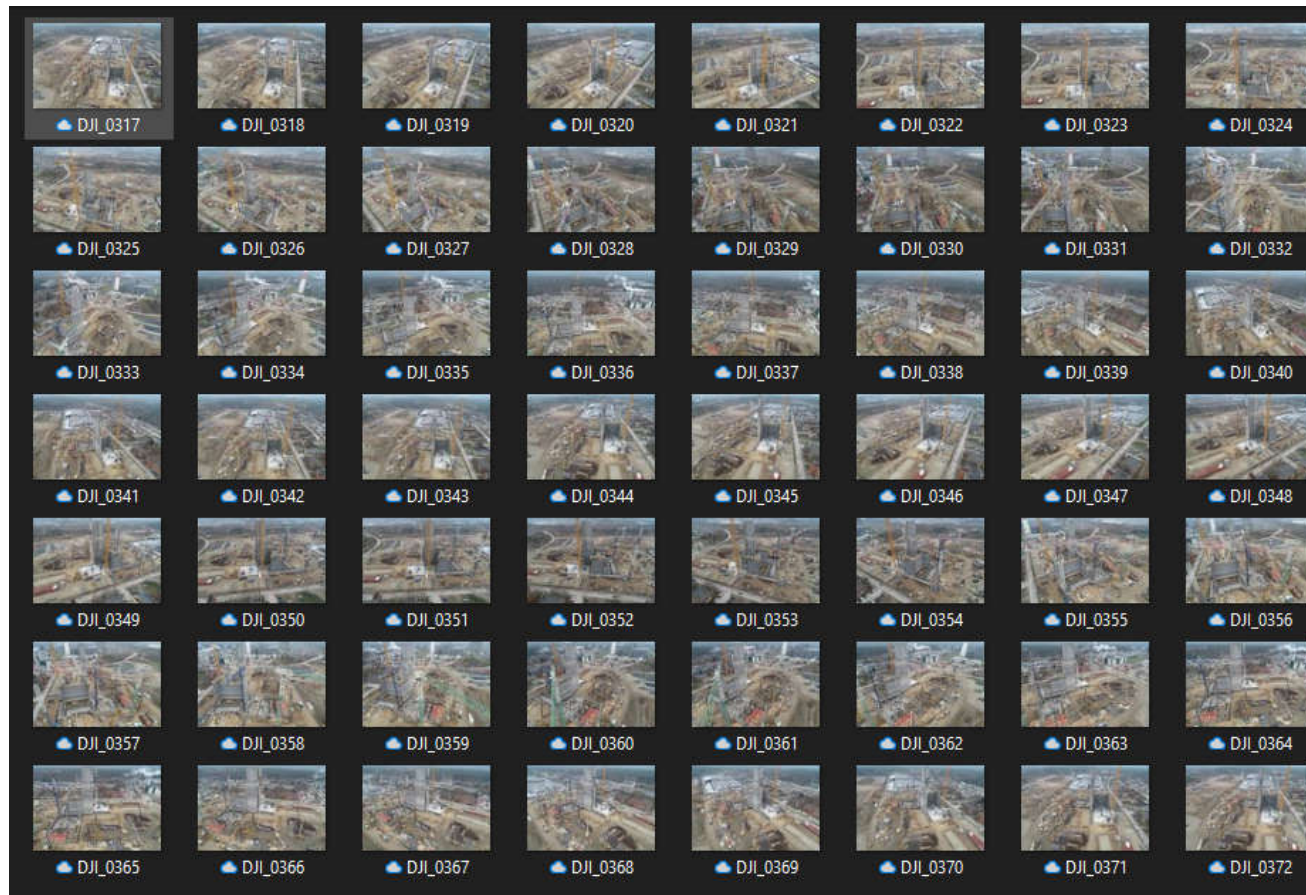 DJI_0317 DJI_0318 DJI_0319 DJI_0320 DJI_0321 DJI_0322 DJI_0323 DJI_0324
DJI_0325 DJI_0326 DJI_0327 DJI_0328 DJI_0329 DJI_0330 DJI_0331 DJI_0332
DJI_0333 DJI_0334 DJI_0335 DJI_0336 DJI_0337 DJI_0338 DJI_0339 DJI_0340
DJI_0341 DJI_0342 DJI_0343 DJI_0344 DJI_0345 DJI_0346 DJI_0347 DJI_0348
DJI_0349 DJI_0350 DJI_0351 DJI_0352 DJI_0353 DJI_0354 DJI_0355 DJI_0356
DJI_0357 DJI_0358 DJI_0359 DJI_0360 DJI_0361 DJI_0362 DJI_0363 DJI_0364
DJI_0365 DJI_0366 DJI_0367 DJI_0368 DJI_0369 DJI_0370 DJI_0371 DJI_0372